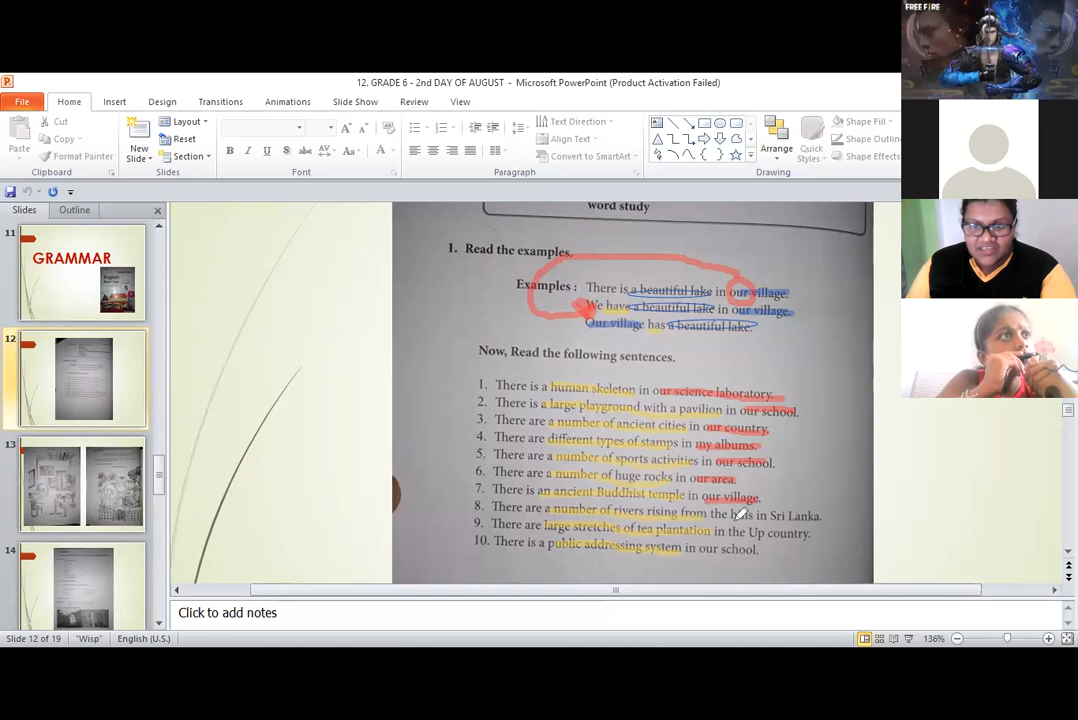 FREE FIRE
12. GRADE 6 - 2nd DAY OF AUGUST - Microsoft PowerPoint (Product Activation Failed)
File Home Insert Design Transitions Animations Slide Show Review View
Paste
Cut
Copy
Format Painter
Clipboard
New Slide
Layout
Reset
Section
Slides
Font
Text Direction
Align Text
Convert to SmartArt
Paragraph
Arrange
Quick Styles
Shape Fill
Shape Outlin
Shape Effects
Drawing
Slides Outline
11
GRAMMAR
12
13
14
word study
1. Read the examples.
Examples : There is a beautiful lake in our village.
We have a beautiful lake in our village.
Our village has a beautiful lake.
Now, Read the following sentences.
1. There is a human skeleton in our science laboratory.
2. There is a large playground with a pavilion in our school.
3. There are a number of ancient cities in our country.
4. There are different types of stamps in my albums.
5. There are a number of sports activities in our school.
6. There are a number of huge rocks in our area.
7. There is an ancient Buddhist temple in our village.
8. There are a number of rivers rising from the hills in Sri Lanka.
9. There are large stretches of tea plantation in the Up country.
10. There is a public addressing system in our school.
Click to add notes
Slide 12 of 19 "Wisp" English (U.S.) 136%